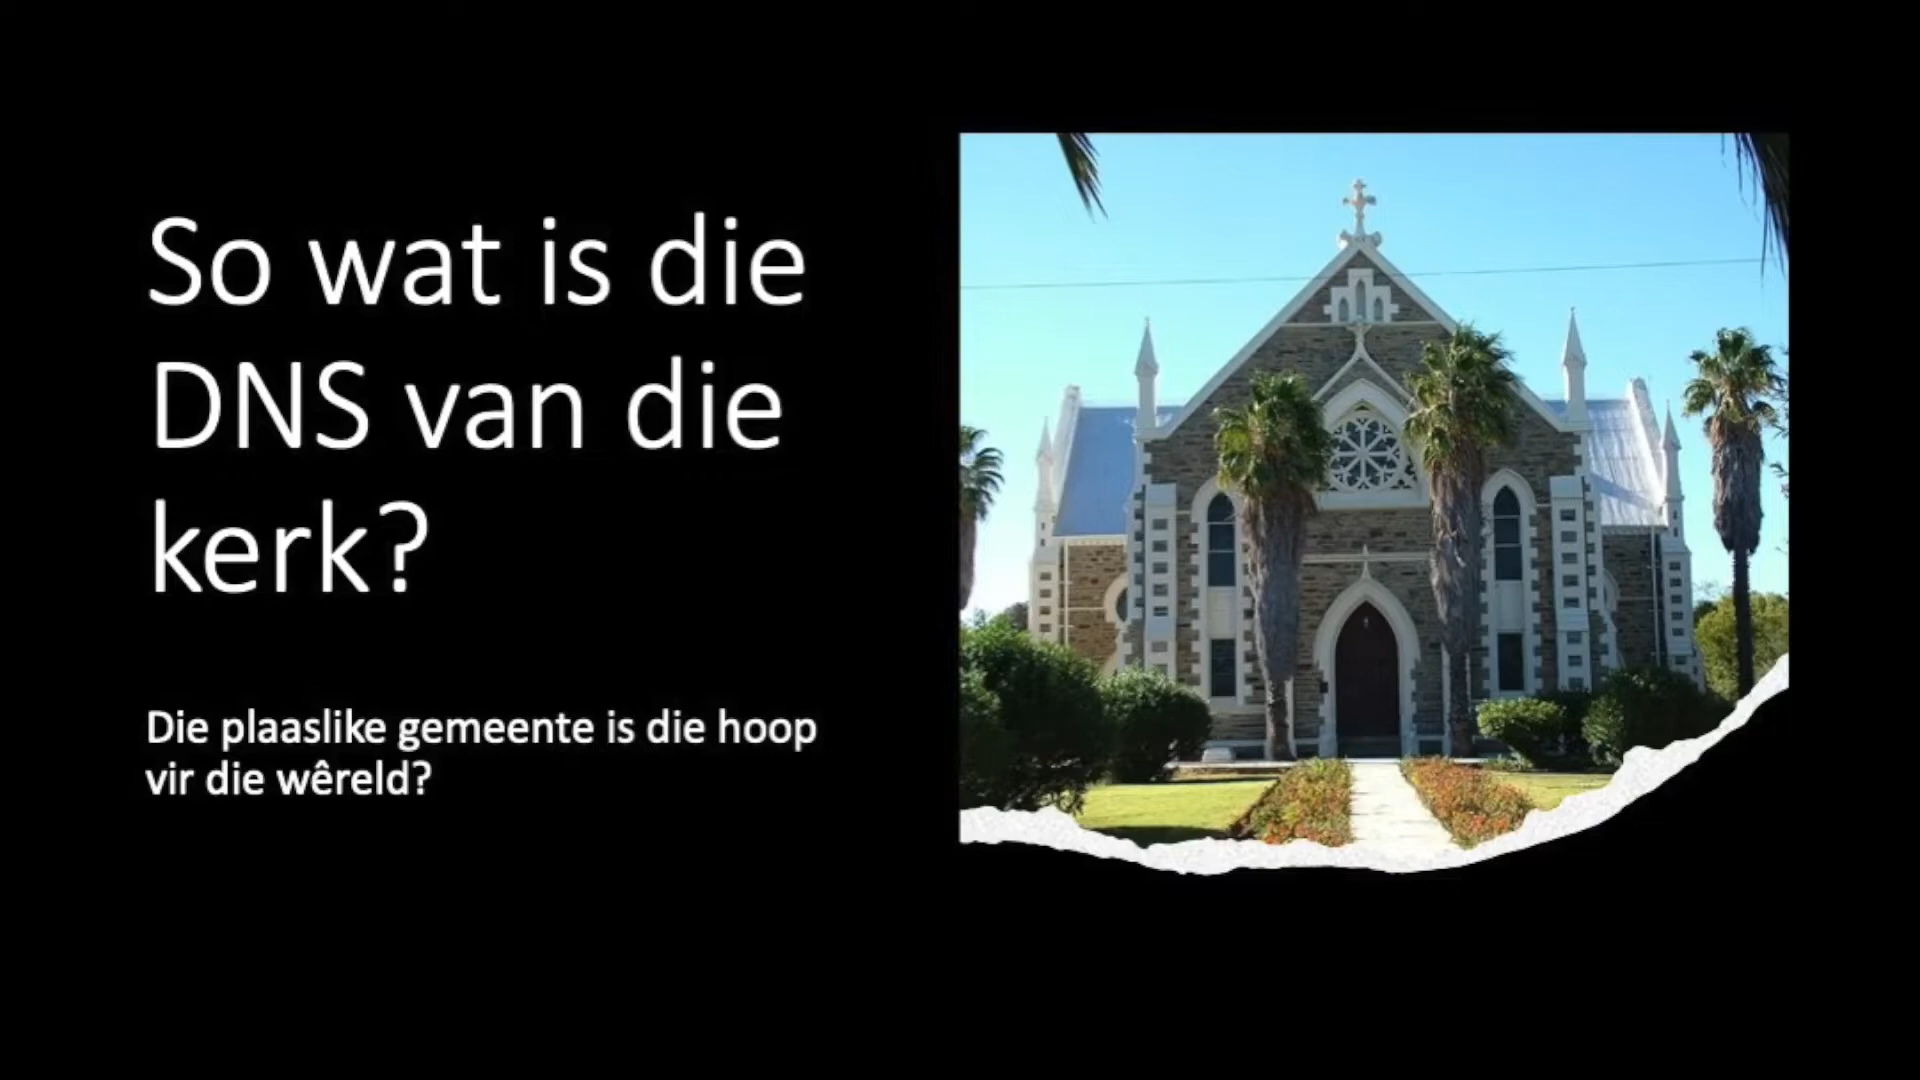 So wat is die
DNS van die
kerk?
Die plaaslike gemeente is die hoop
vir die wêreld?